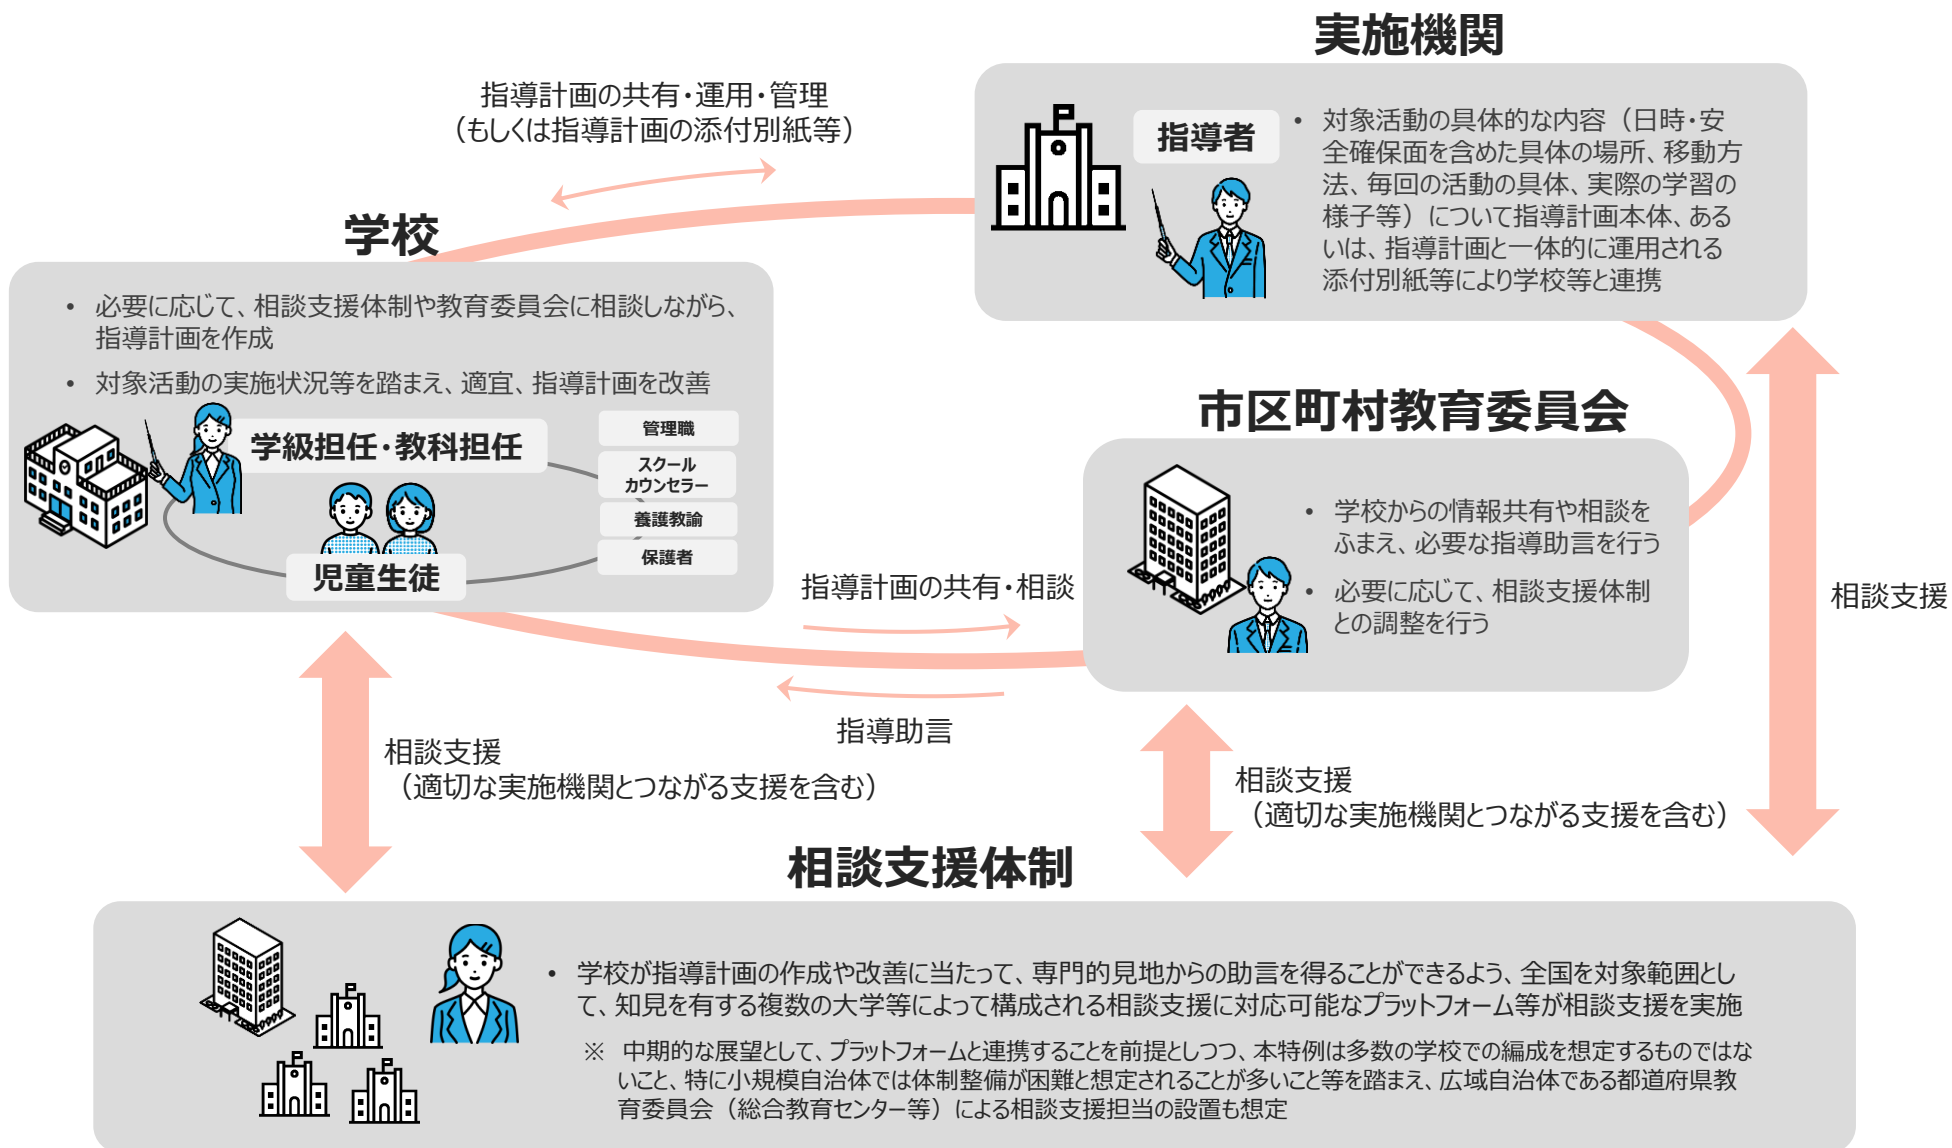 実施機関
指導計画の共有・運用・管理
（もしくは指導計画の添付別紙等）
指導者
• 対象活動の具体的な内容（日時・安
全確保面を含めた具体の場所、移動方
法、毎回の活動の具体、実際の学習の
様子等）について指導計画本体、ある
いは、指導計画と一体的に運用される
添付別紙等により学校等と連携
学校
• 必要に応じて、相談支援体制や教育委員会に相談しながら、
指導計画を作成
• 対象活動の実施状況等を踏まえ、適宜、指導計画を改善
学級担任・教科担任
管理職
スクール
カウンセラー
養護教諭
保護者
児童生徒
市区町村教育委員会
• 学校からの情報共有や相談を
ふまえ、必要な指導助言を行う
• 必要に応じて、相談支援体制
との調整を行う
指導計画の共有・相談
指導助言
相談支援
相談支援
（適切な実施機関とつながる支援を含む）
相談支援
（適切な実施機関とつながる支援を含む）
相談支援体制
• 学校が指導計画の作成や改善に当たって、専門的見地からの助言を得ることができるよう、全国を対象範囲とし
て、知見を有する複数の大学等によって構成される相談支援に対応可能なプラットフォーム等が相談支援を実施
※ 中期的な展望として、プラットフォームと連携することを前提としつつ、本特例は多数の学校での編成を想定するものではな
いこと、特に小規模自治体では体制整備が困難と想定されることが多いこと等を踏まえ、広域自治体である都道府県教
育委員会（総合教育センター等）による相談支援担当の設置も想定